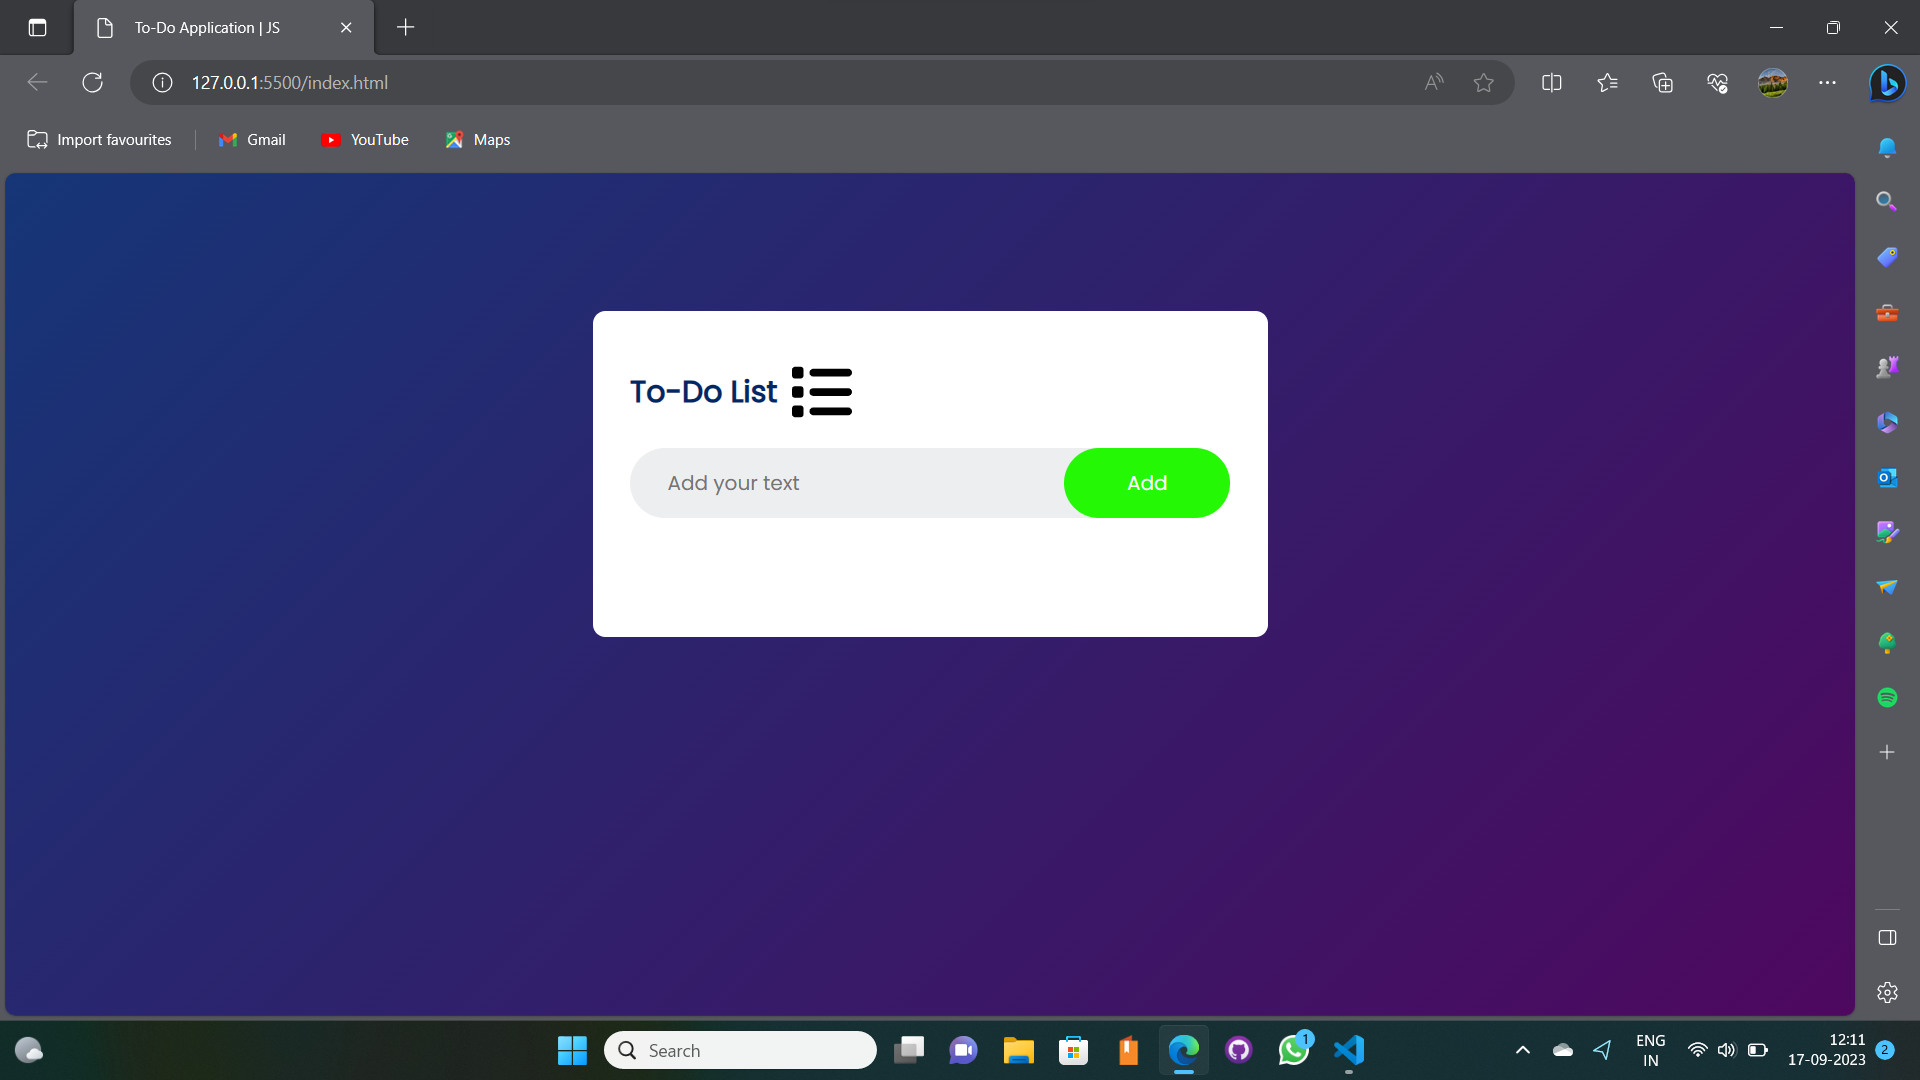 To-Do Application | JS
127.0.0.1:5500/index.html
Import favourites
Gmail
YouTube
Maps
To-Do List
Add your text
Add
Search
1
ENG
IN
12:11
17-09-2023
2